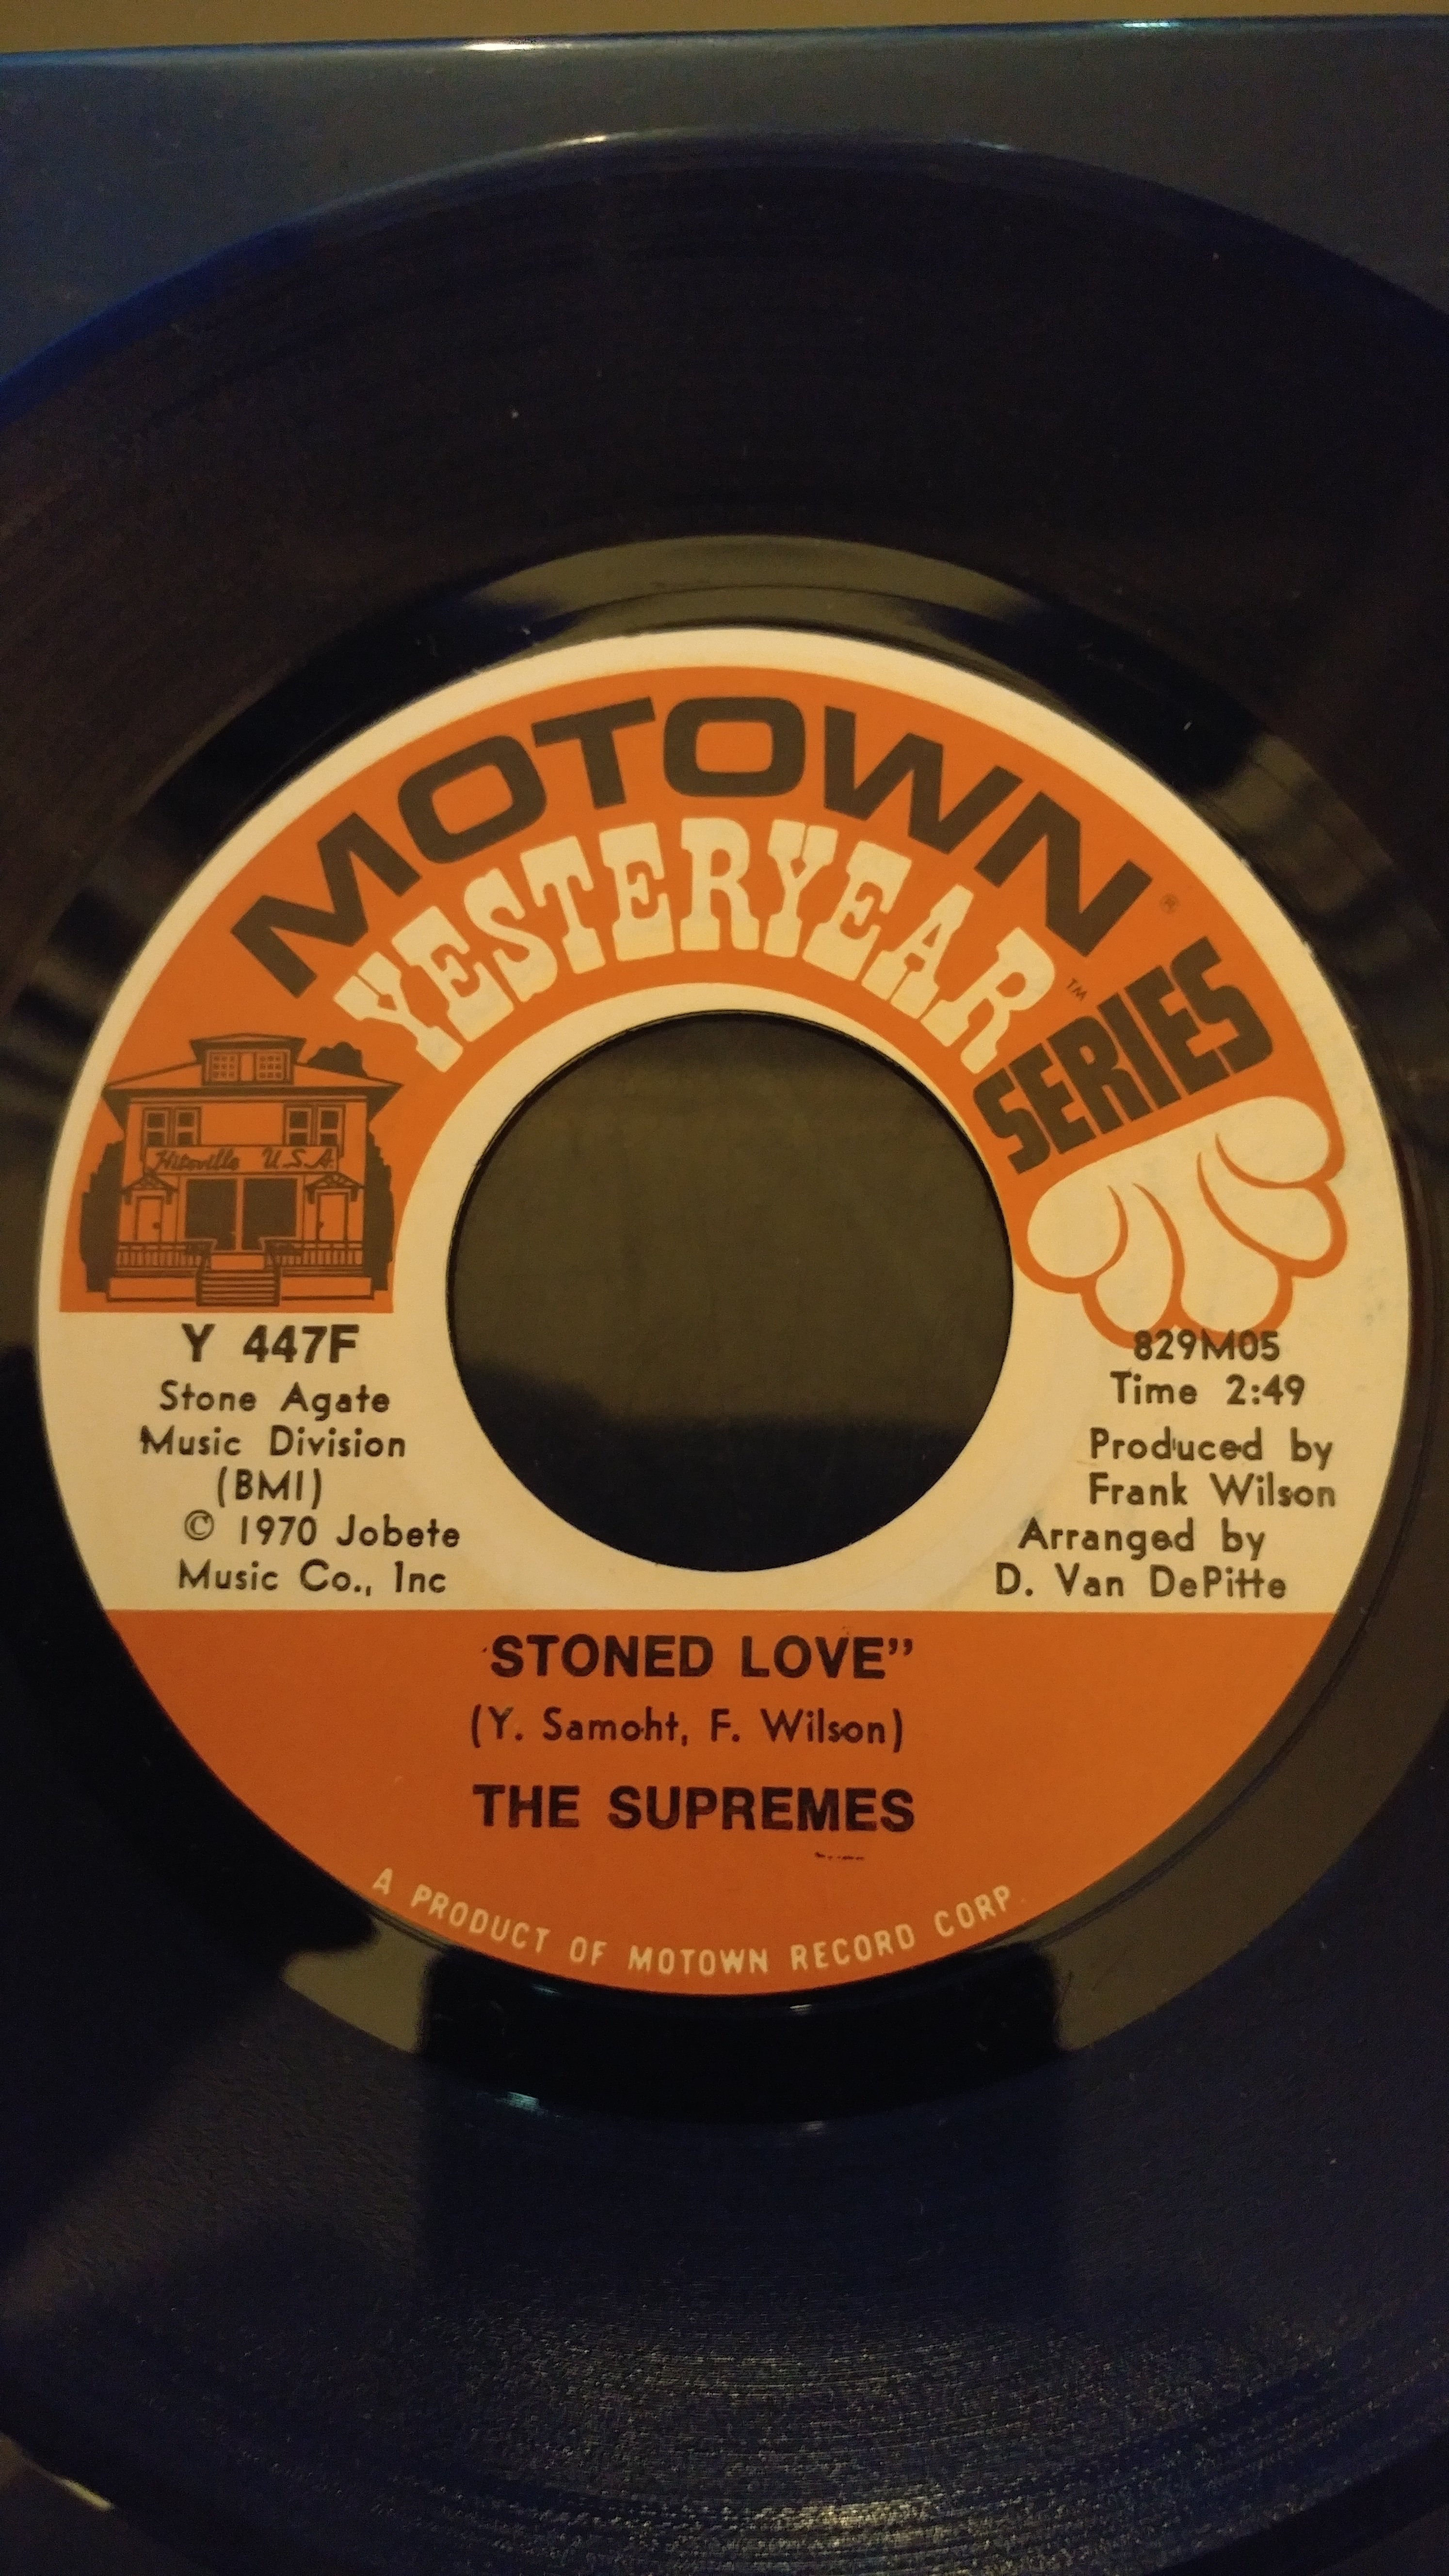 MOTOWN®
YESTERYEAR™
SERIES
Hitsville U.S.A.
Y 447F
Stone Agate
Music Division
(BMI)
© 1970 Jobete
Music Co., Inc
829M05
Time 2:49
Produced by
Frank Wilson
Arranged by
D. Van DePitte
'STONED LOVE”
(Y. Samoht, F. Wilson)
THE SUPREMES
A PRODUCT OF MOTOWN RECORD CORP.